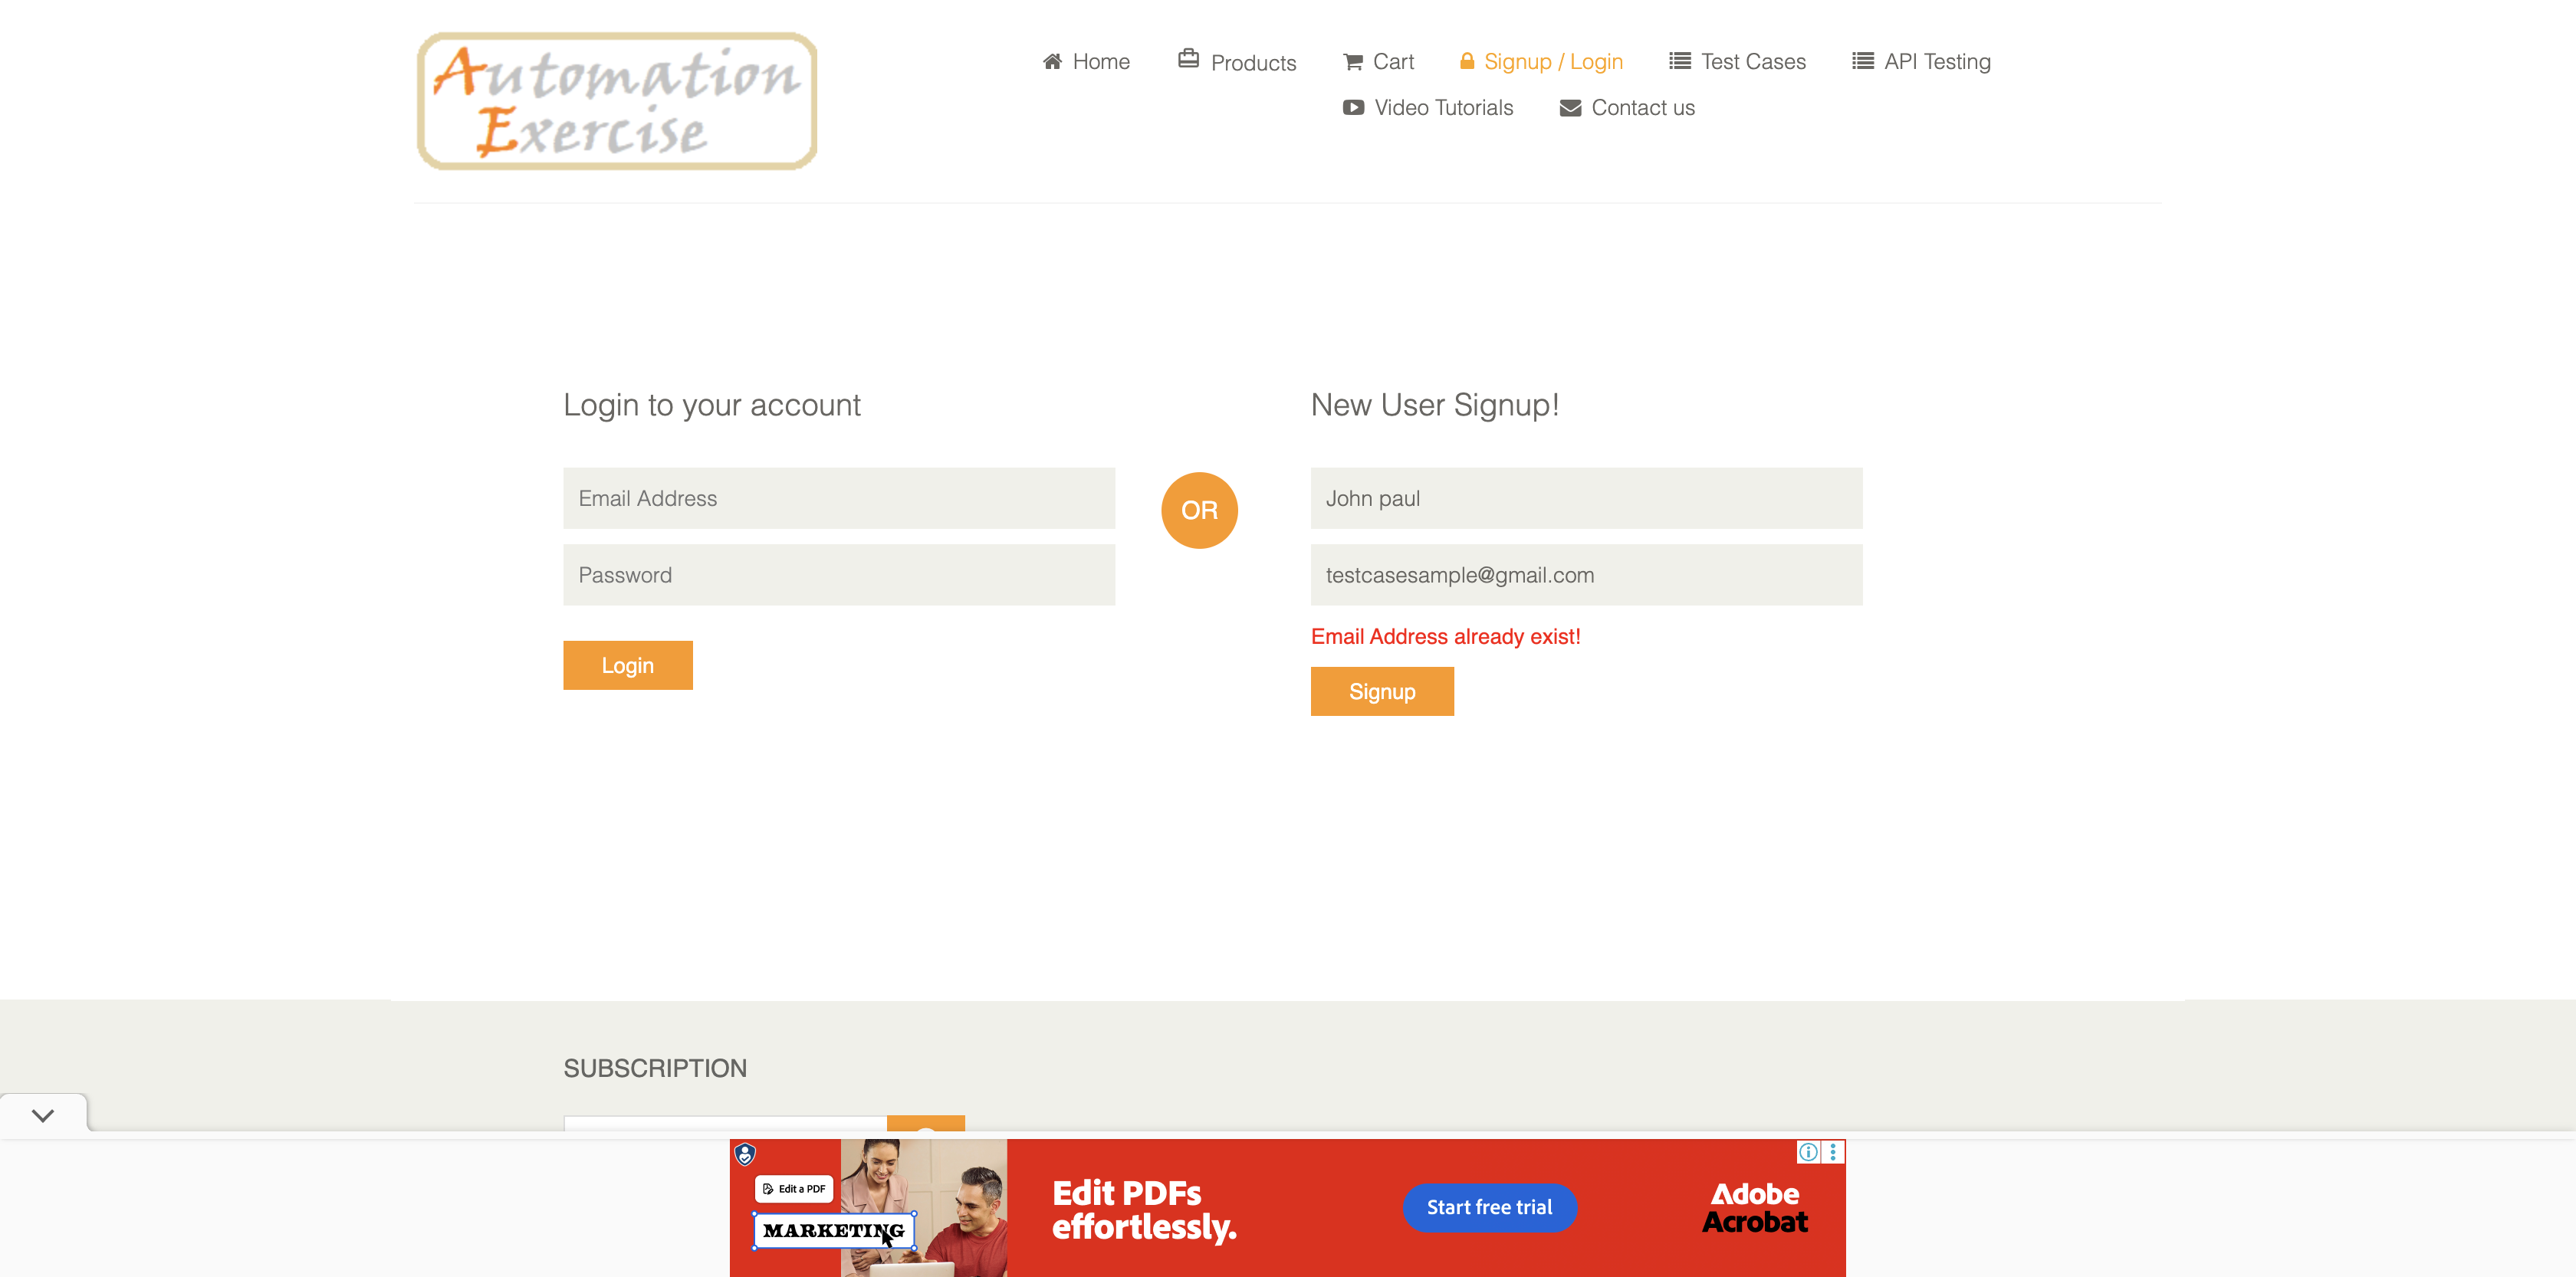 Automation
Exercise
Home
Products
Cart
Signup / Login
Test Cases
API Testing
Video Tutorials
Contact us
Login to your account
Email Address
Password
Login
OR
New User Signup!
John paul
testcasesample@gmail.com
Email Address already exist!
Signup
SUBSCRIPTION
Edit a PDF
MARKETING
Edit PDFs
effortlessly.
Start free trial
Adobe
Acrobat